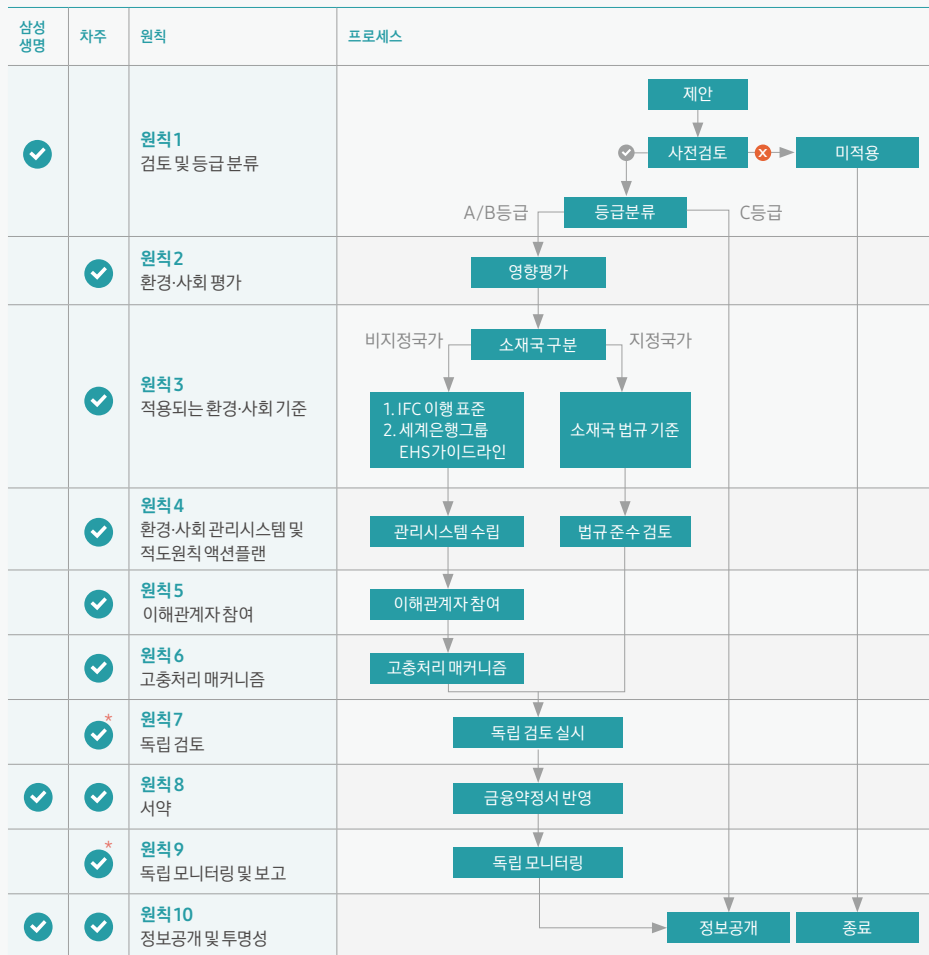 삼성
생명
차주
원칙
프로세스
원칙1
검토 및 등급 분류
제안
사전검토
미적용
A/B등급
등급분류
C등급
원칙2
환경·사회 평가
영향평가
원칙3
적용되는 환경·사회 기준
비지정국가
소재국 구분
지정국가
1. IFC 이행 표준
2. 세계은행그룹
EHS가이드라인
소재국 법규 기준
원칙4
환경·사회 관리시스템 및
적도원칙 액션플랜
관리시스템 수립
법규 준수 검토
원칙5
이해관계자 참여
이해관계자 참여
원칙6
고충처리 매커니즘
고충처리 매커니즘
*
원칙7
독립 검토
독립 검토 실시
원칙8
서약
금융약정서 반영
*
원칙9
독립 모니터링 및 보고
독립 모니터링
원칙10
정보공개 및 투명성
정보공개
종료